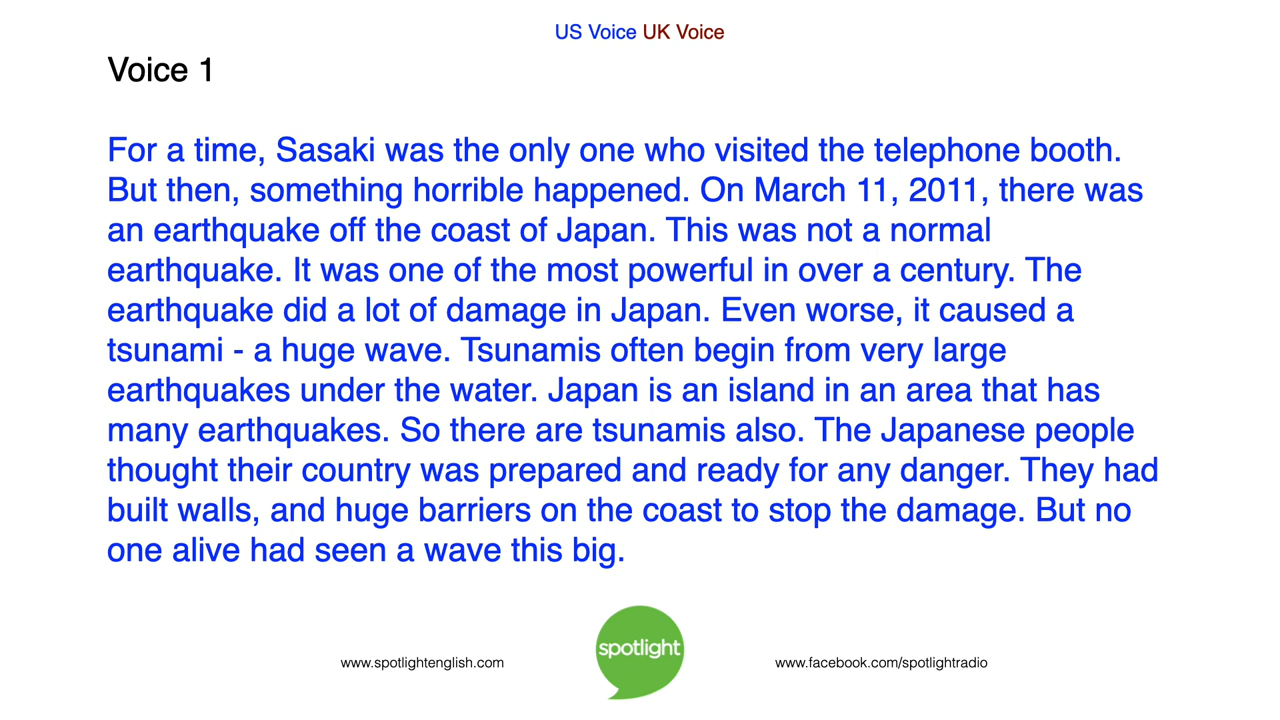 US Voice UK Voice
Voice 1
For a time, Sasaki was the only one who visited the telephone booth.
But then, something horrible happened. On March 11, 2011, there was
an earthquake off the coast of Japan. This was not a normal
earthquake. It was one of the most powerful in over a century. The
earthquake did a lot of damage in Japan. Even worse, it caused a
tsunami - a huge wave. Tsunamis often begin from very large
earthquakes under the water. Japan is an island in an area that has
many earthquakes. So there are tsunamis also. The Japanese people
thought their country was prepared and ready for any danger. They had
built walls, and huge barriers on the coast to stop the damage. But no
one alive had seen a wave this big.
spotlight
www.spotlightenglish.com
www.facebook.com/spotlightradio